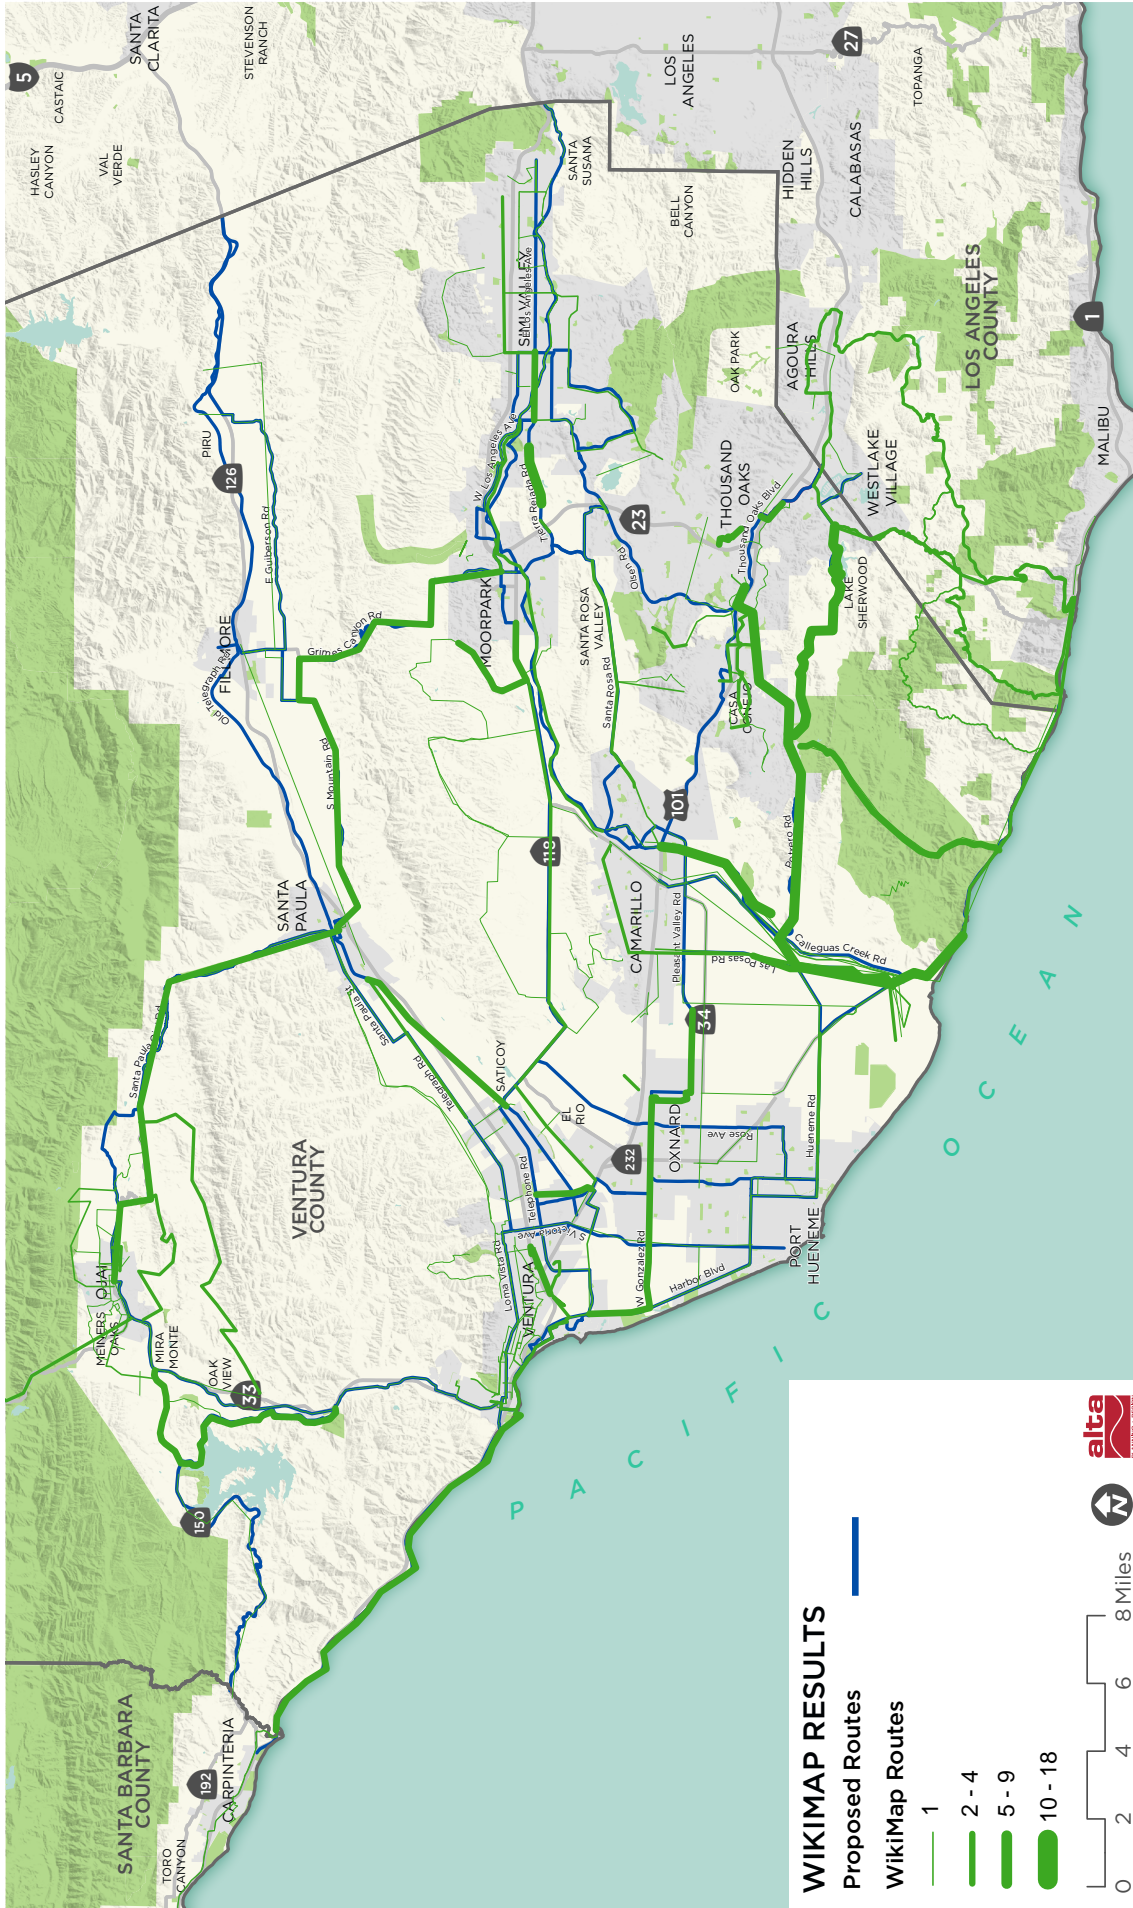 SANTA BARBARA
COUNTY
TORO
CANYON
192
CARPINTERIA
150
MEINERS
OAKS
OJAI
MIRA
MONTE
OAK
VIEW
33
VENTURA
COUNTY
SANTA
PAULA
Santa Paula St
Telegraph Rd
SATICOY
Loma Vista Rd
VENTURA
Telephone Rd
S Victoria Ave
EL
RIO
232
OXNARD
Rose Ave
W Gonzalez Rd
Harbor Blvd
PORT
HUENEME
Hueneme Rd
34
CAMARILLO
Pleasant Valley Rd
Las Posas Rd
Calleguas Creek Rd
Potrero Rd
101
118
S Mountain Rd
Old Telegraph Rd
FILLMORE
Grimes Canyon Rd
E Guiberson Rd
126
PIRU
MOORPARK
W Los Angeles Ave
Tierra Rejada Rd
SANTA ROSA
VALLEY
Santa Rosa Rd
Olsen Rd
23
SIMI VALLEY
E Los Angeles Ave
SANTA
SUSANA
BELL
CANYON
OAK PARK
THOUSAND
OAKS
Thousand Oaks Blvd
CASA
CONEJO
LAKE
SHERWOOD
WESTLAKE
VILLAGE
AGOURA
HILLS
HIDDEN
HILLS
CALABASAS
LOS
ANGELES
27
TOPANGA
LOS ANGELES
COUNTY
1
MALIBU
5
CASTAIC
HASLEY
CANYON
VAL
VERDE
SANTA
CLARITA
STEVENSON
RANCH
PACIFIC OCEAN
WIKIMAP RESULTS
Proposed Routes
WikiMap Routes
1
2 - 4
5 - 9
10 - 18
0 2 4 6 8 Miles
N
alta